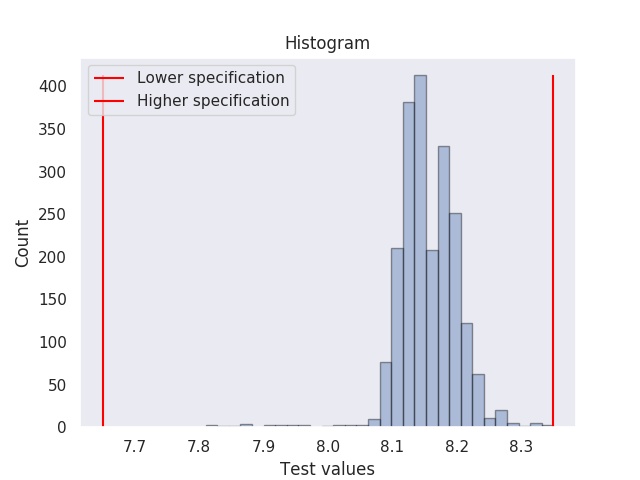 Histogram
Lower specification
Higher specification
400
350
300
250
200
150
100
50
0
Count
7.7 7.8 7.9 8.0 8.1 8.2 8.3
Test values